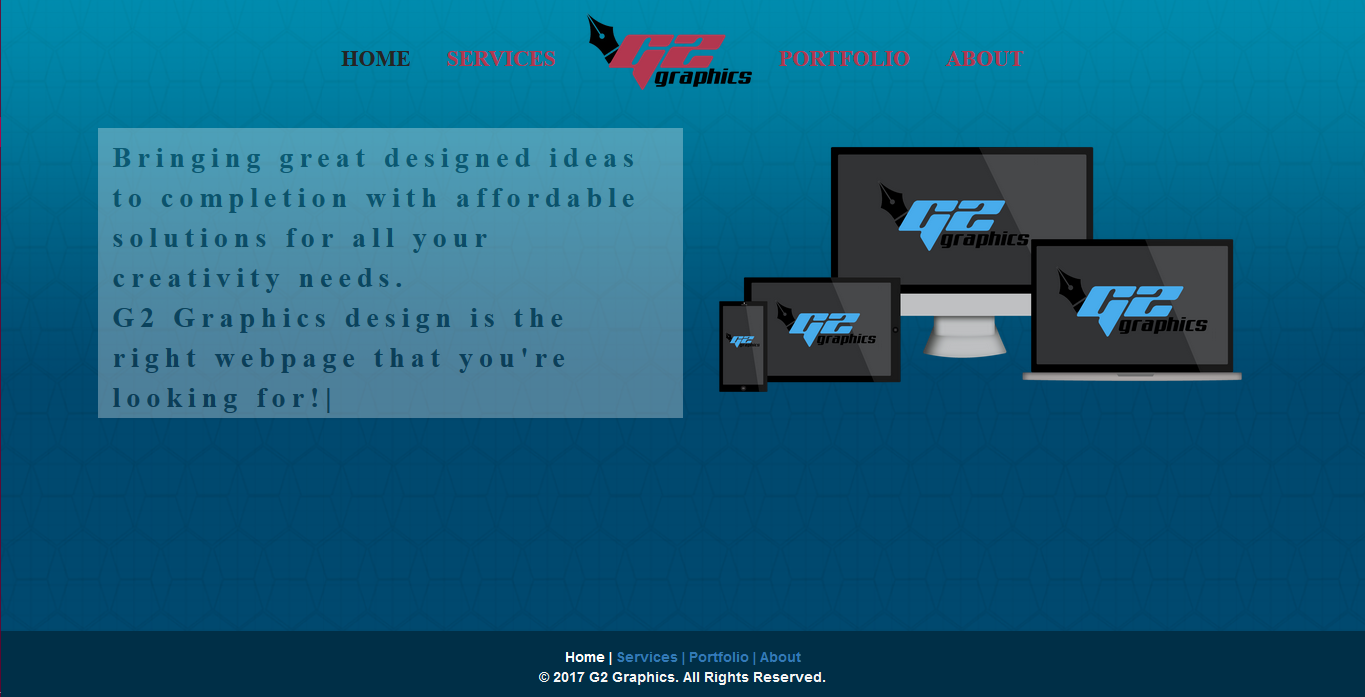 HOME SERVICES G2 graphics PORTFOLIO ABOUT
Bringing great designed ideas
to completion with affordable
solutions for all your
creativity needs.
G2 Graphics design is the
right webpage that you're
looking for!|
G2
graphics
G2
graphics
G2
graphics
G2
graphics
Home | Services | Portfolio | About
© 2017 G2 Graphics. All Rights Reserved.